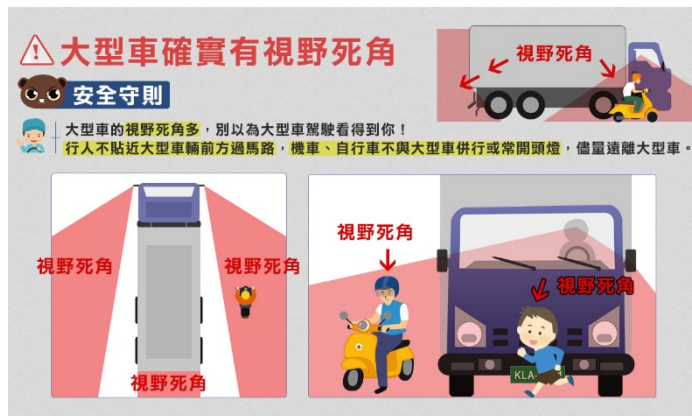 大型車確實有視野死角
視野死角
安全守則
大型車的視野死角多，別以為大型車駕駛看得到你！
行人不貼近大型車輛前方過馬路，機車、自行車不與大型車併行或常開頭燈，儘量遠離大型車。
視野死角
視野死角
視野死角
視野死角
視野死角
KLA